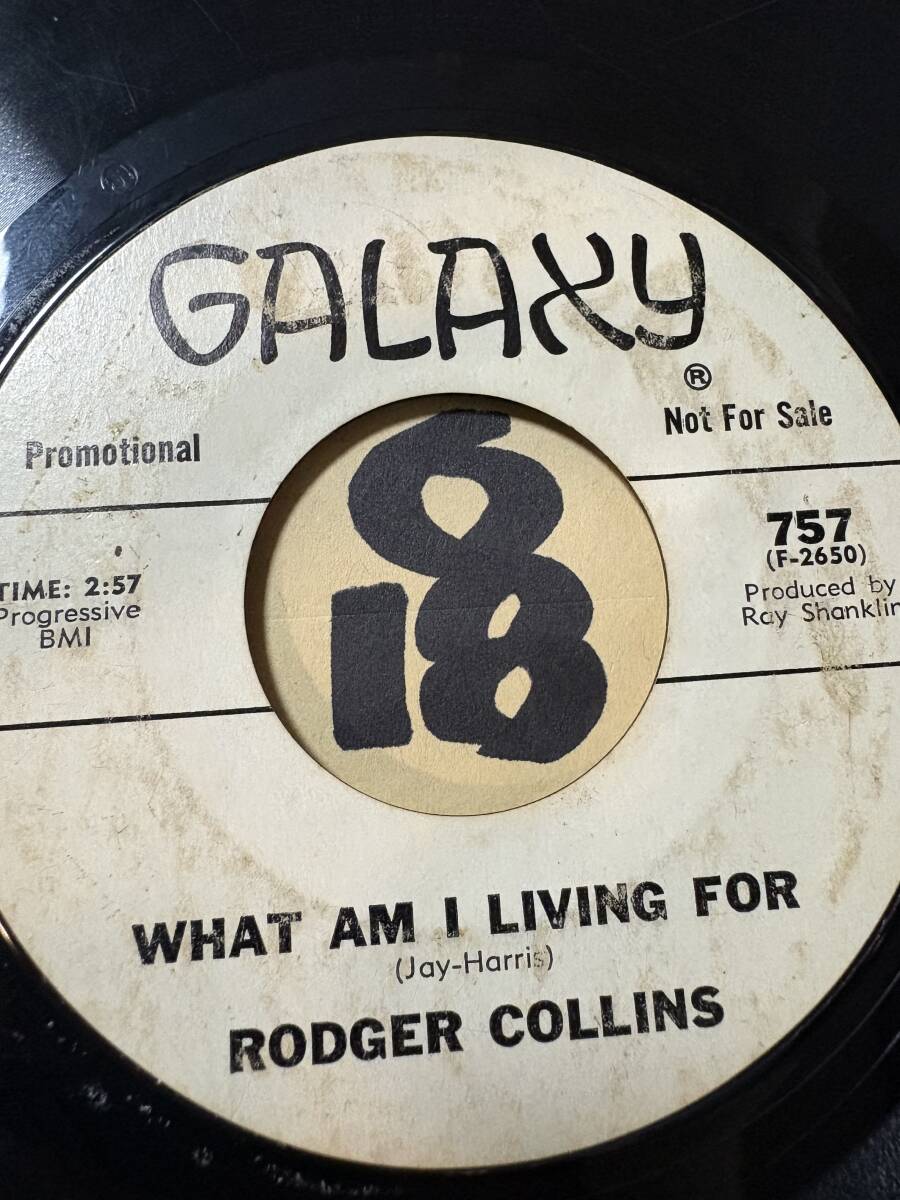 GALAXY
®
Promotional
Not For Sale
757
(F-2650)
TIME: 2:57
Progressive
BMI
Produced by
Ray Shanklin
6
18
WHAT AM I LIVING FOR
(Jay-Harris)
RODGER COLLINS